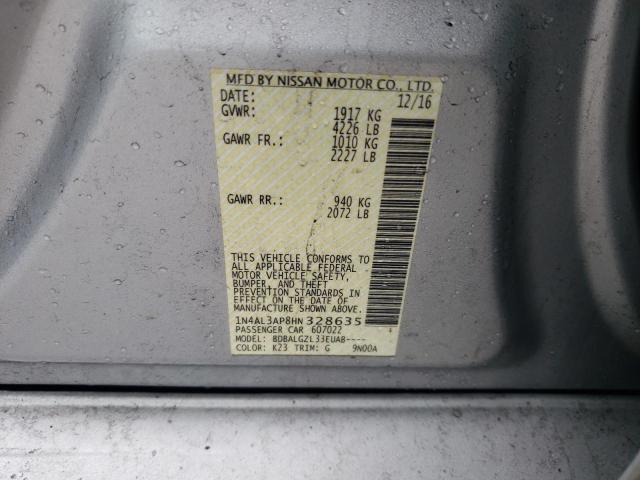 MFD BY NISSAN MOTOR CO., LTD.
DATE: 12/16
GVWR: 1917 KG
4226 LB
GAWR FR.: 1010 KG
2227 LB
GAWR RR.: 940 KG
2072 LB
THIS VEHICLE CONFORMS TO
ALL APPLICABLE FEDERAL
MOTOR VEHICLE SAFETY,
BUMPER, AND THEFT
PREVENTION STANDARDS IN
EFFECT ON THE DATE OF
MANUFACTURE SHOWN ABOVE.
1N4AL3AP8HN328635
PASSENGER CAR 607022
MODEL: BDBALGZL33EUA8----
COLOR: K23 TRIM: G 9N00A